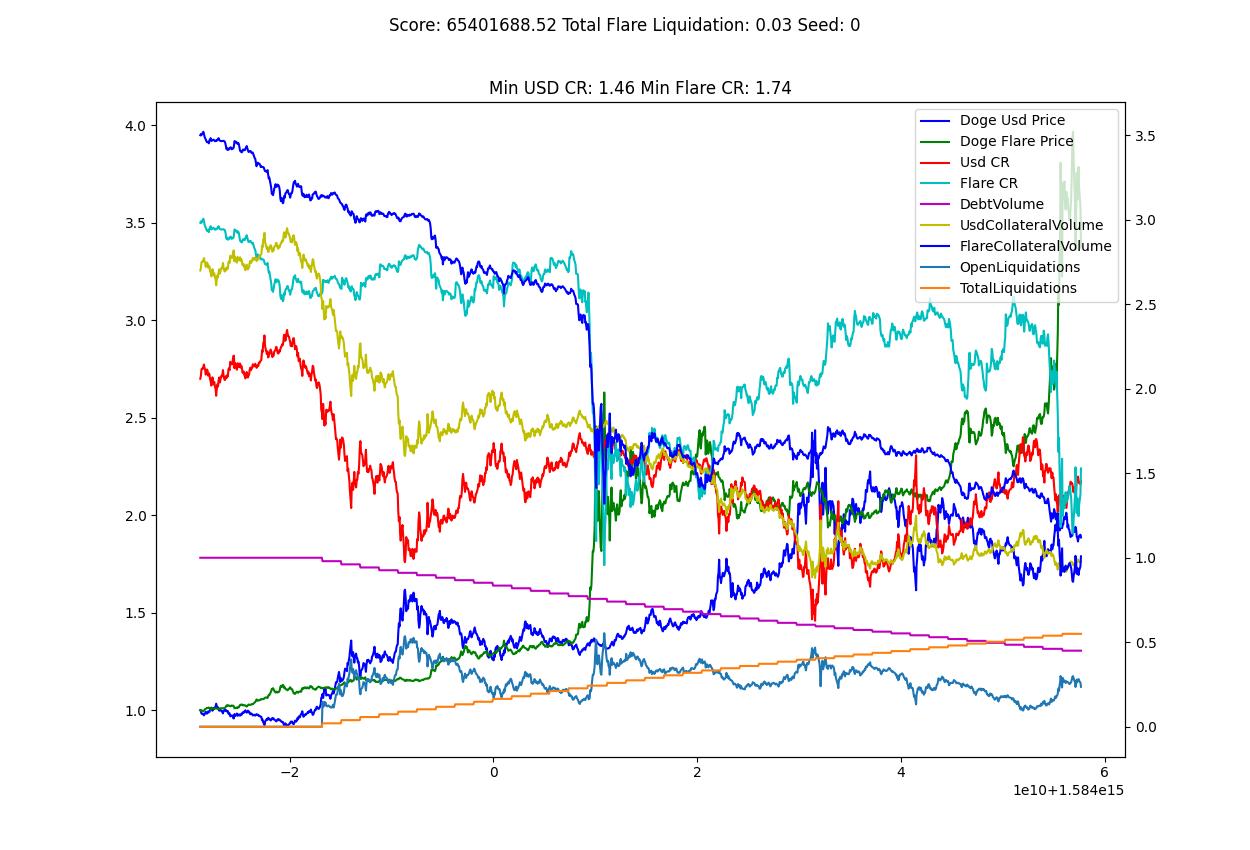 Score: 65401688.52 Total Flare Liquidation: 0.03 Seed: 0
Min USD CR: 1.46 Min Flare CR: 1.74
4.0
3.5
3.0
2.5
2.0
1.5
1.0
Doge Usd Price
Doge Flare Price
Usd CR
Flare CR
DebtVolume
UsdCollateralVolume
FlareCollateralVolume
OpenLiquidations
TotalLiquidations
3.5
3.0
2.5
2.0
1.5
1.0
0.5
0.0
−2 0 2 4 6
1e10+1.584e15